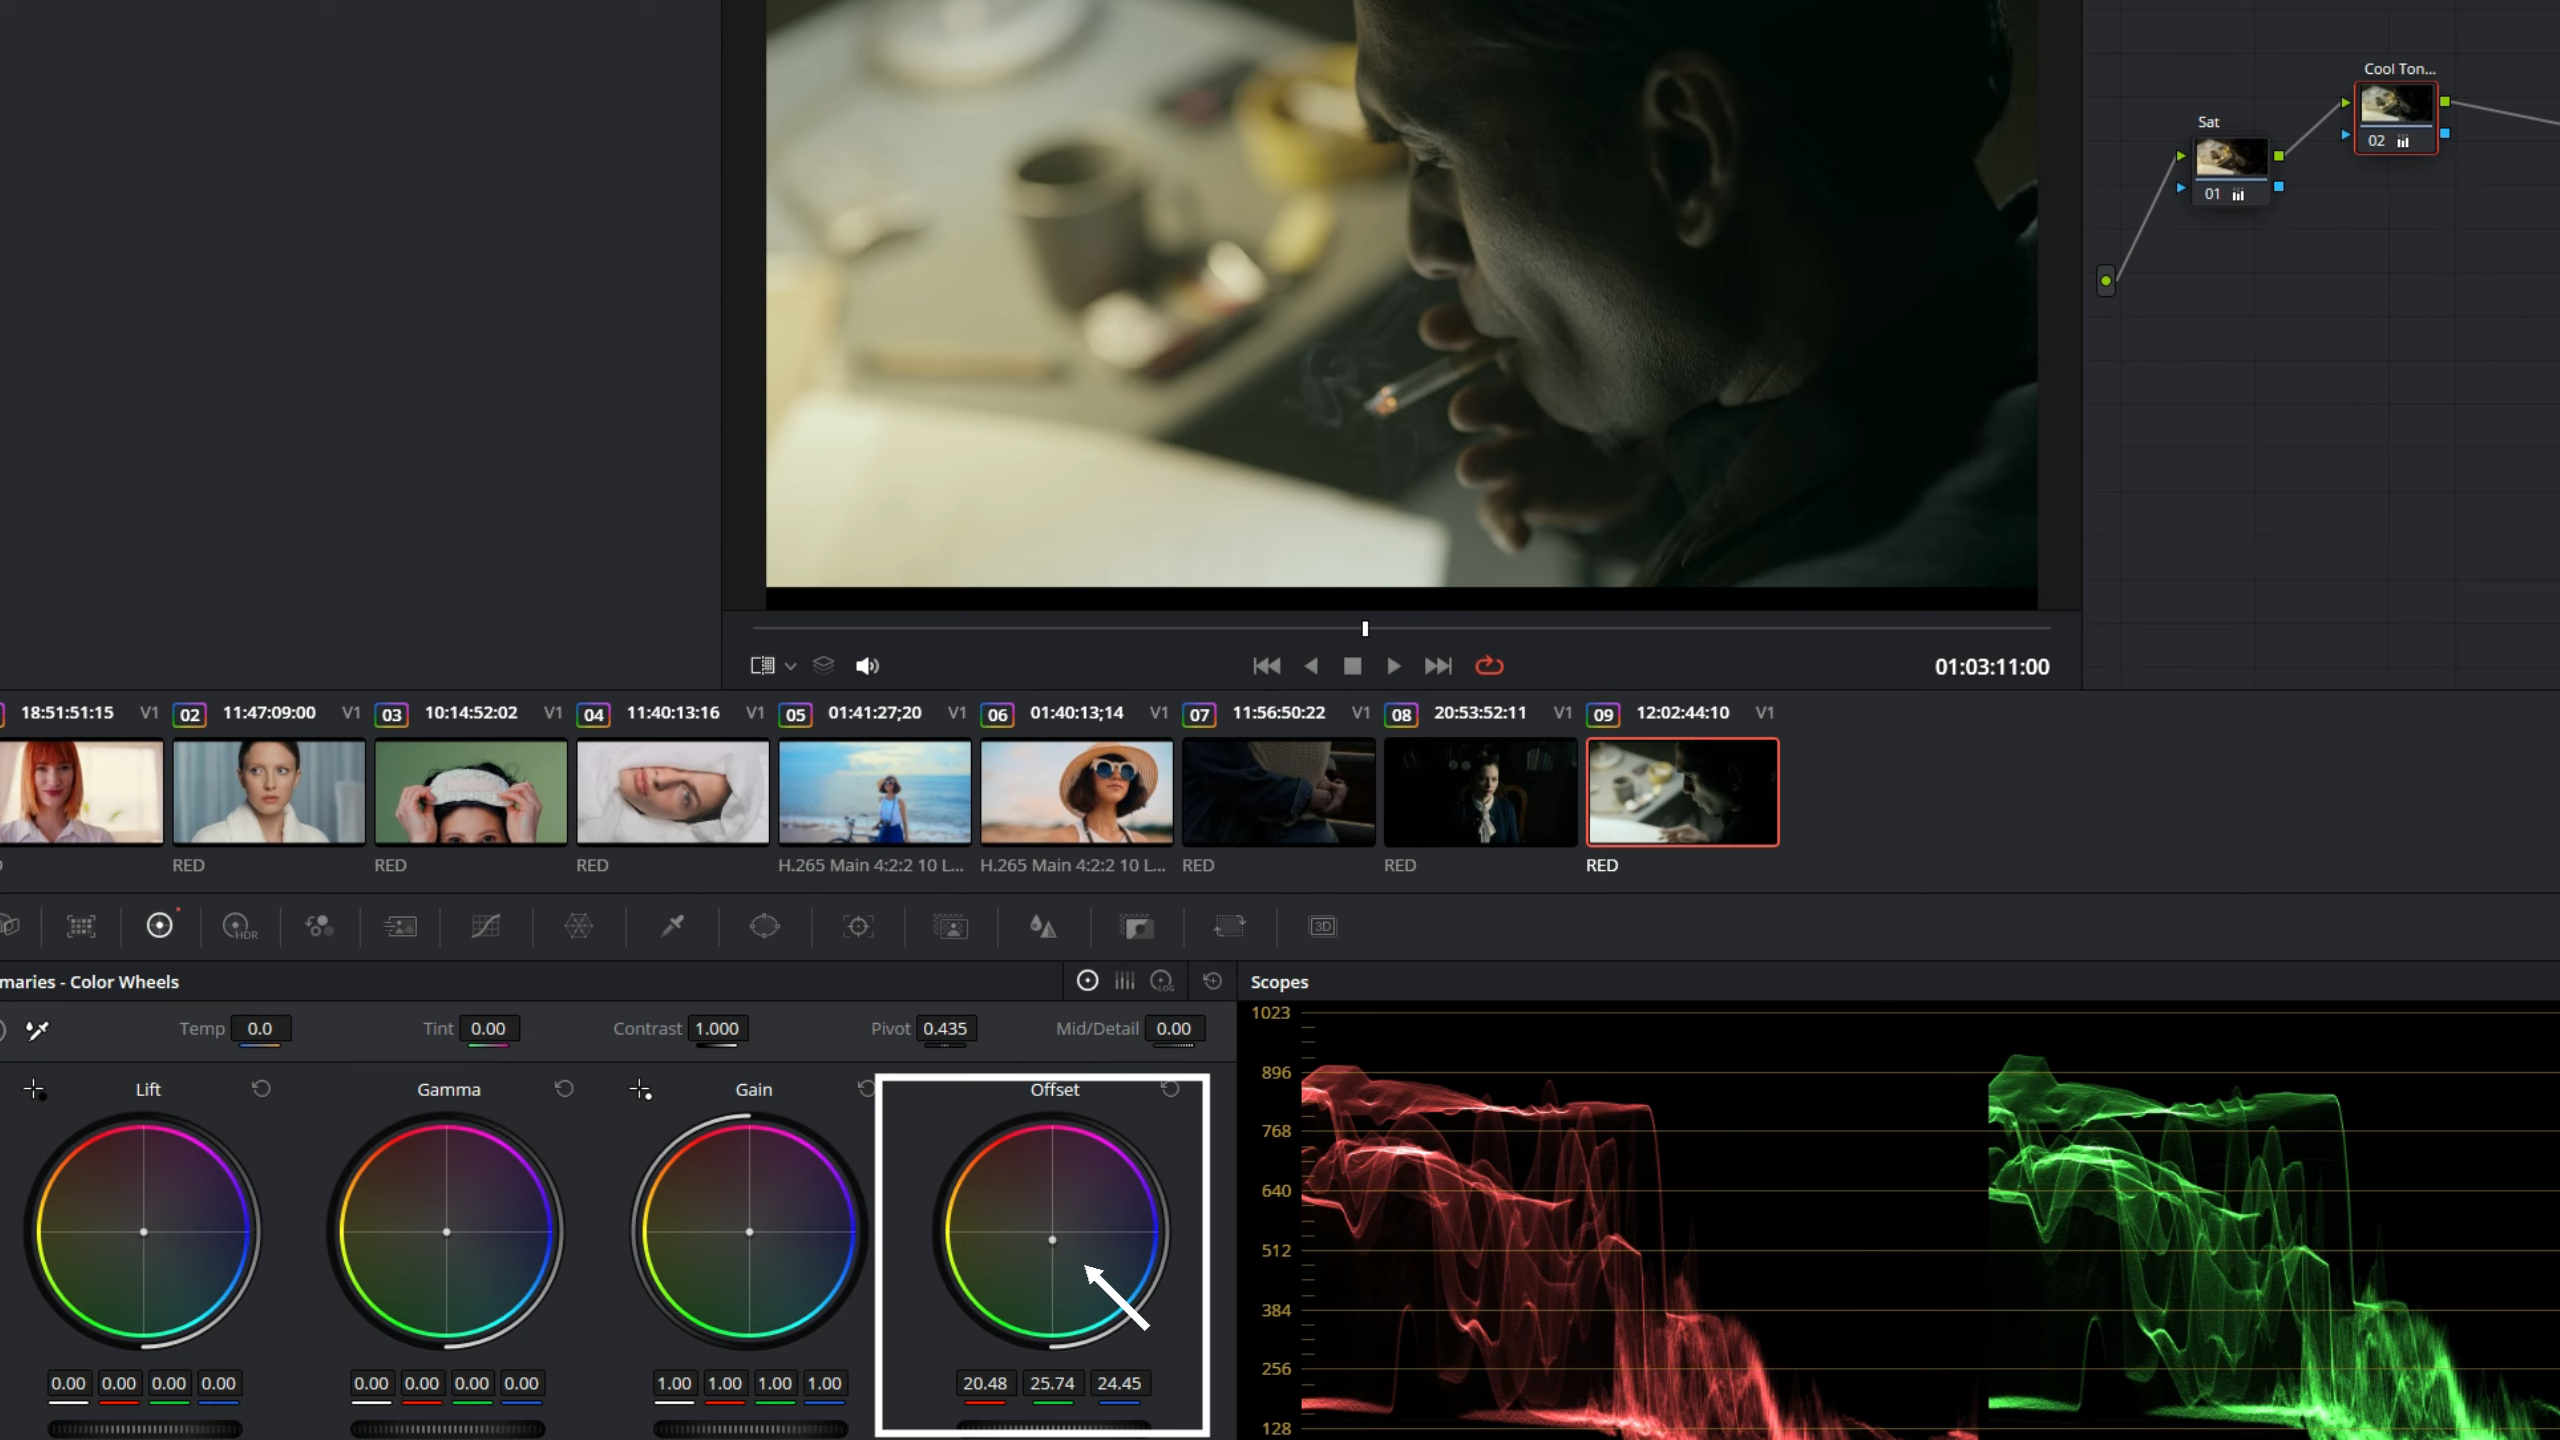 Cool Ton...
Sat
02
01
01:03:11:00
18:51:51:15 V1 02 11:47:09:00 V1 03 10:14:52:02 V1 04 11:40:13:16 V1 05 01:41:27;20 V1 06 01:40:13;14 V1 07 11:56:50:22 V1 08 20:53:52:11 V1 09 12:02:44:10 V1
RED RED RED H.265 Main 4:2:2 10 L... H.265 Main 4:2:2 10 L... RED RED RED
HDR 3D
maries - Color Wheels LOG Scopes
Temp 0.0 Tint 0.00 Contrast 1.000 Pivot 0.435 Mid/Detail 0.00
Lift Gamma Gain Offset
0.00 0.00 0.00 0.00 0.00 0.00 0.00 0.00 1.00 1.00 1.00 1.00 20.48 25.74 24.45
1023
896
768
640
512
384
256
128